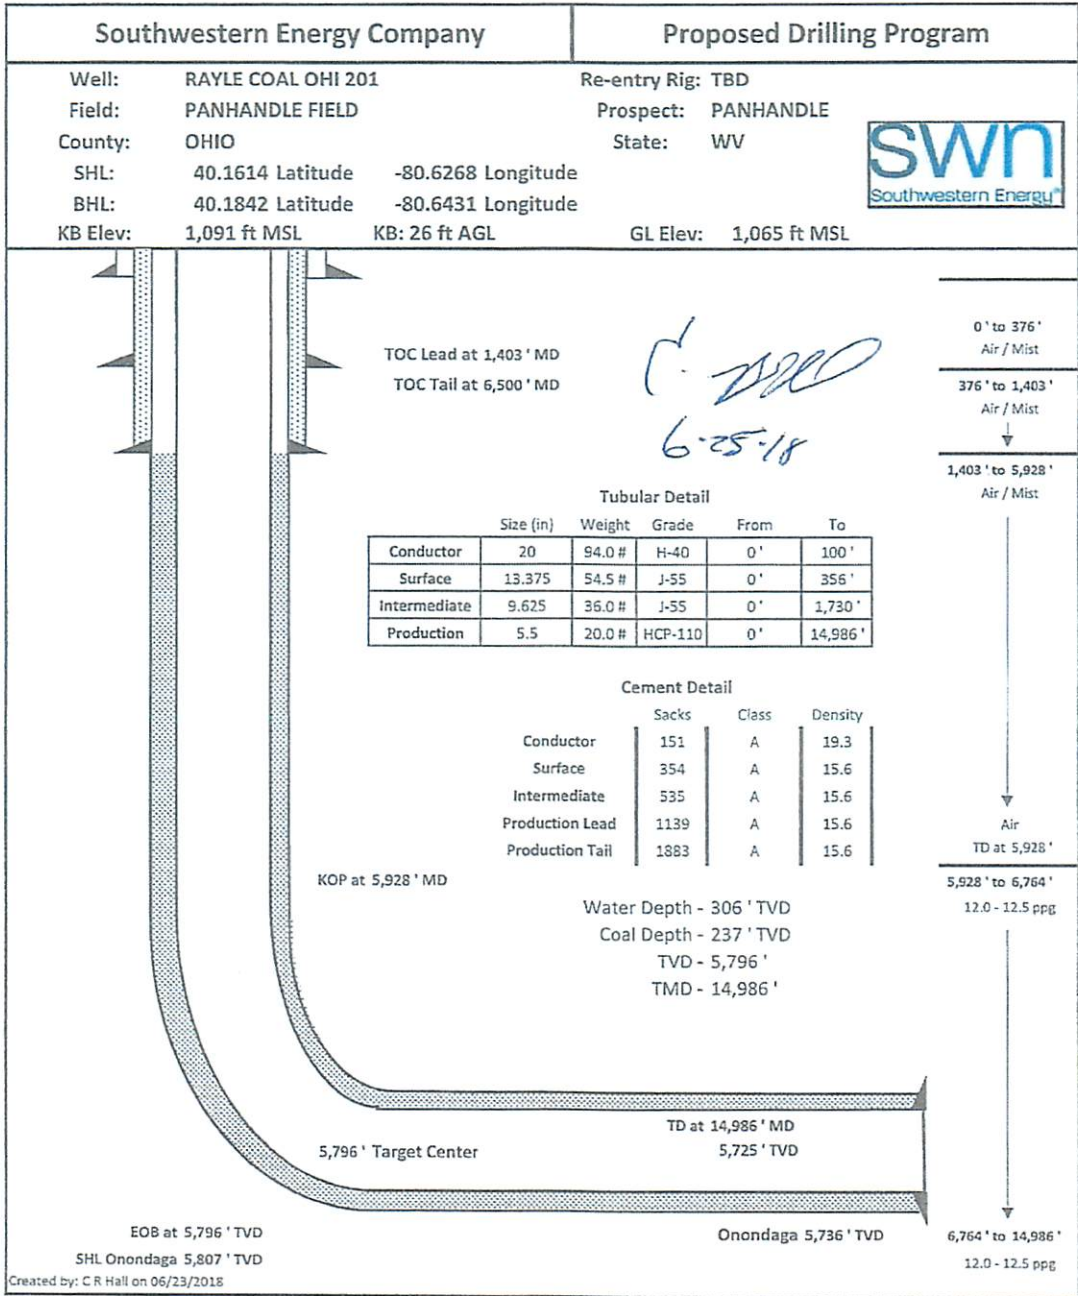 Southwestern Energy Company Proposed Drilling Program
Well: RAYLE COAL OHI 201 Re-entry Rig: TBD
Field: PANHANDLE FIELD Prospect: PANHANDLE
County: OHIO State: WV
SHL: 40.1614 Latitude -80.6268 Longitude
BHL: 40.1842 Latitude -80.6431 Longitude
KB Elev: 1,091 ft MSL KB: 26 ft AGL GL Elev: 1,065 ft MSL
swn
Southwestern Energy®
0 ' to 376 '
Air / Mist
TOC Lead at 1,403 ' MD
TOC Tail at 6,500 ' MD
376 ' to 1,403 '
Air / Mist
6-25-18
1,403 ' to 5,928 '
Air / Mist
Tubular Detail
Size (in) Weight Grade From To
Conductor 20 94.0 # H-40 0 ' 100 '
Surface 13.375 54.5 # J-55 0 ' 356 '
Intermediate 9.625 36.0 # J-55 0 ' 1,730 '
Production 5.5 20.0 # HCP-110 0 ' 14,986 '
Cement Detail
Sacks Class Density
Conductor 151 A 19.3
Surface 354 A 15.6
Intermediate 535 A 15.6
Production Lead 1139 A 15.6
Production Tail 1883 A 15.6
Air
TD at 5,928 '
KOP at 5,928 ' MD
5,928 ' to 6,764 '
12.0 - 12.5 ppg
Water Depth - 306 ' TVD
Coal Depth - 237 ' TVD
TVD - 5,796 '
TMD - 14,986 '
TD at 14,986 ' MD
5,725 ' TVD
5,796 ' Target Center
EOB at 5,796 ' TVD
Onondaga 5,736 ' TVD
6,764 ' to 14,986 '
SHL Onondaga 5,807 ' TVD
12.0 - 12.5 ppg
Created by: C R Hall on 06/23/2018